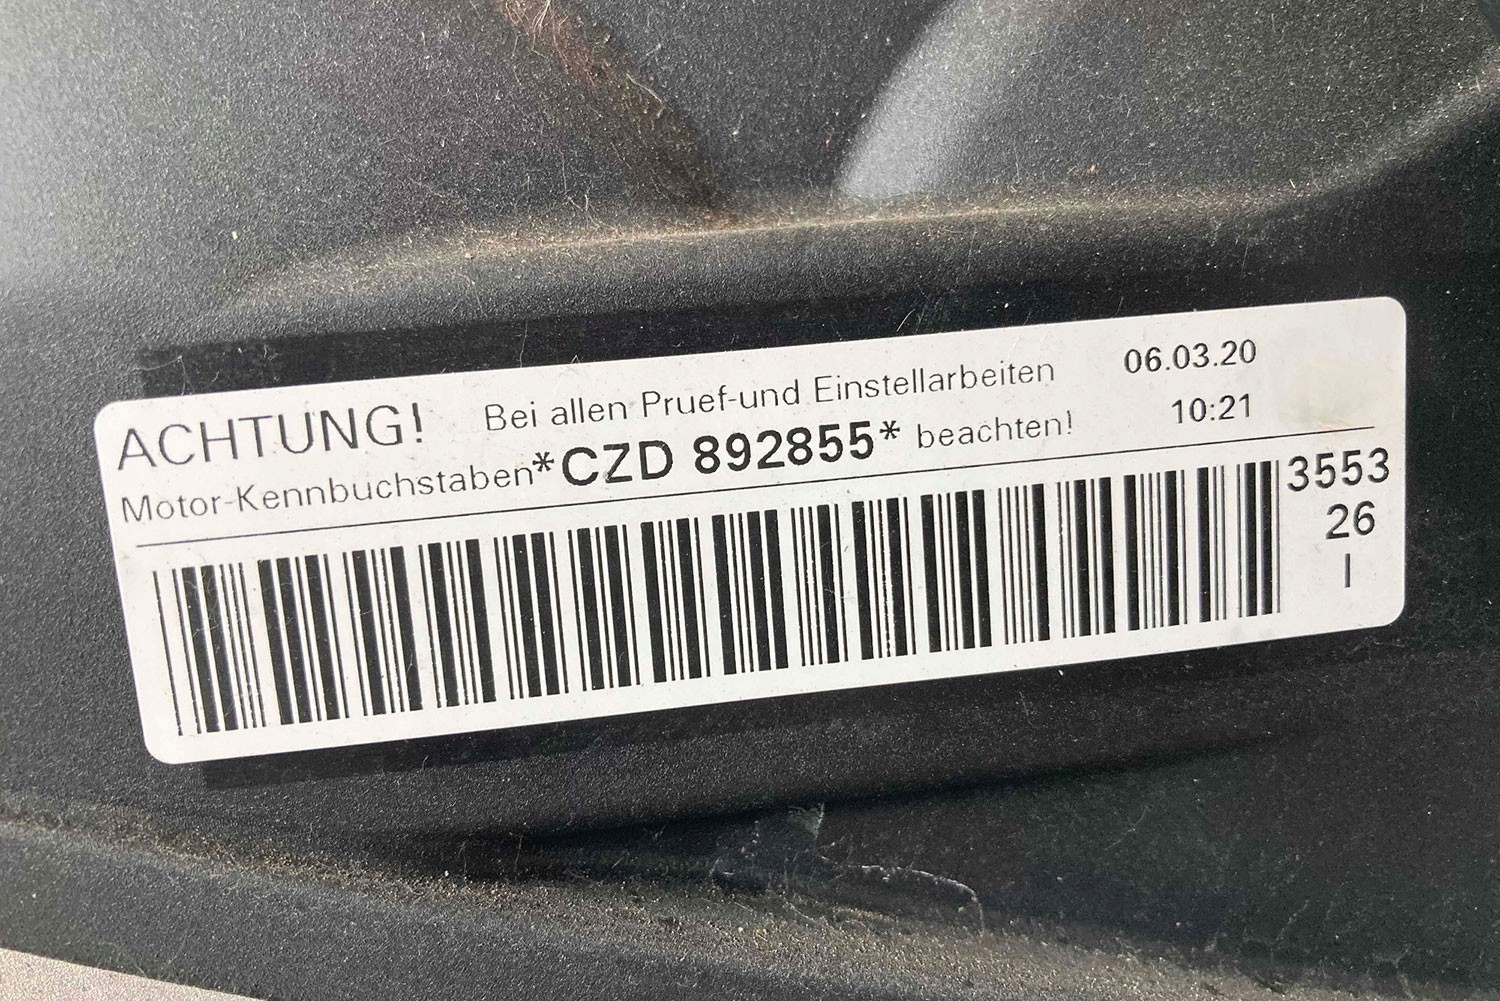 ACHTUNG! Bei allen Pruef-und Einstellarbeiten 06.03.20
Motor-Kennbuchstaben*CZD 892855* beachten! 10:21
3553
26
I